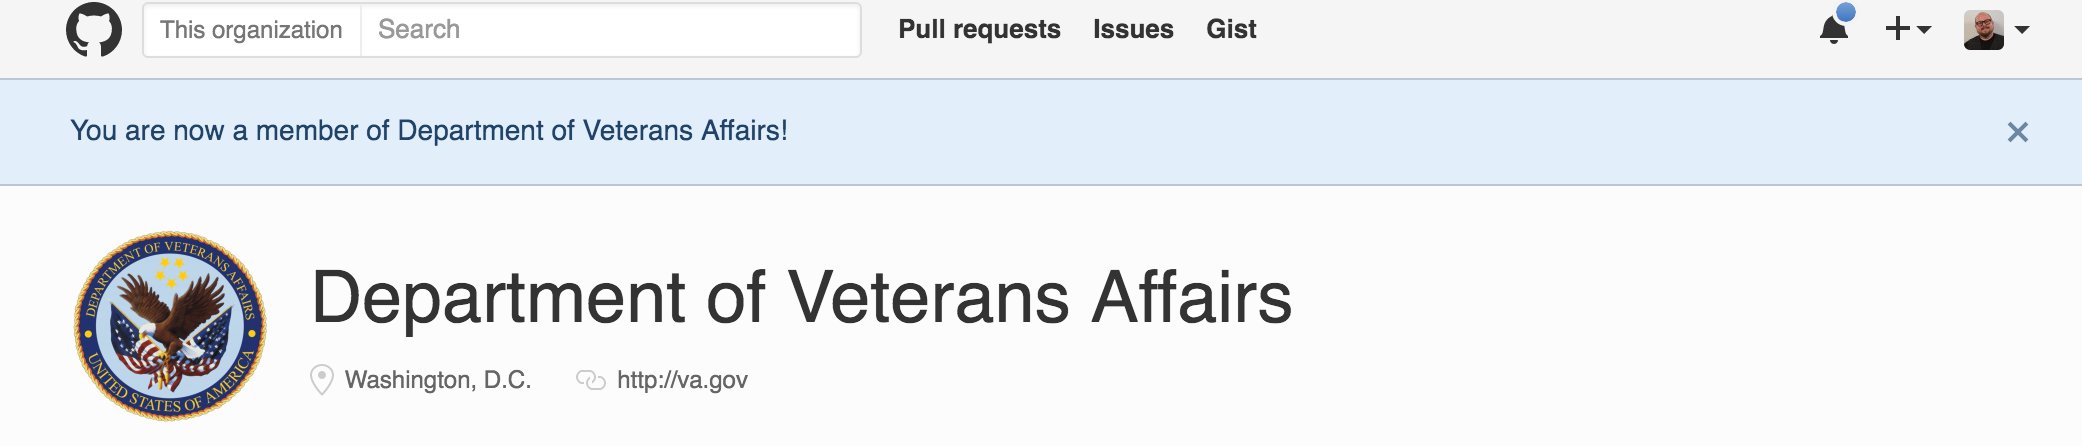 This organization Search Pull requests Issues Gist
You are now a member of Department of Veterans Affairs!
DEPARTMENT OF VETERANS AFFAIRS
UNITED STATES OF AMERICA
Department of Veterans Affairs
Washington, D.C. http://va.gov